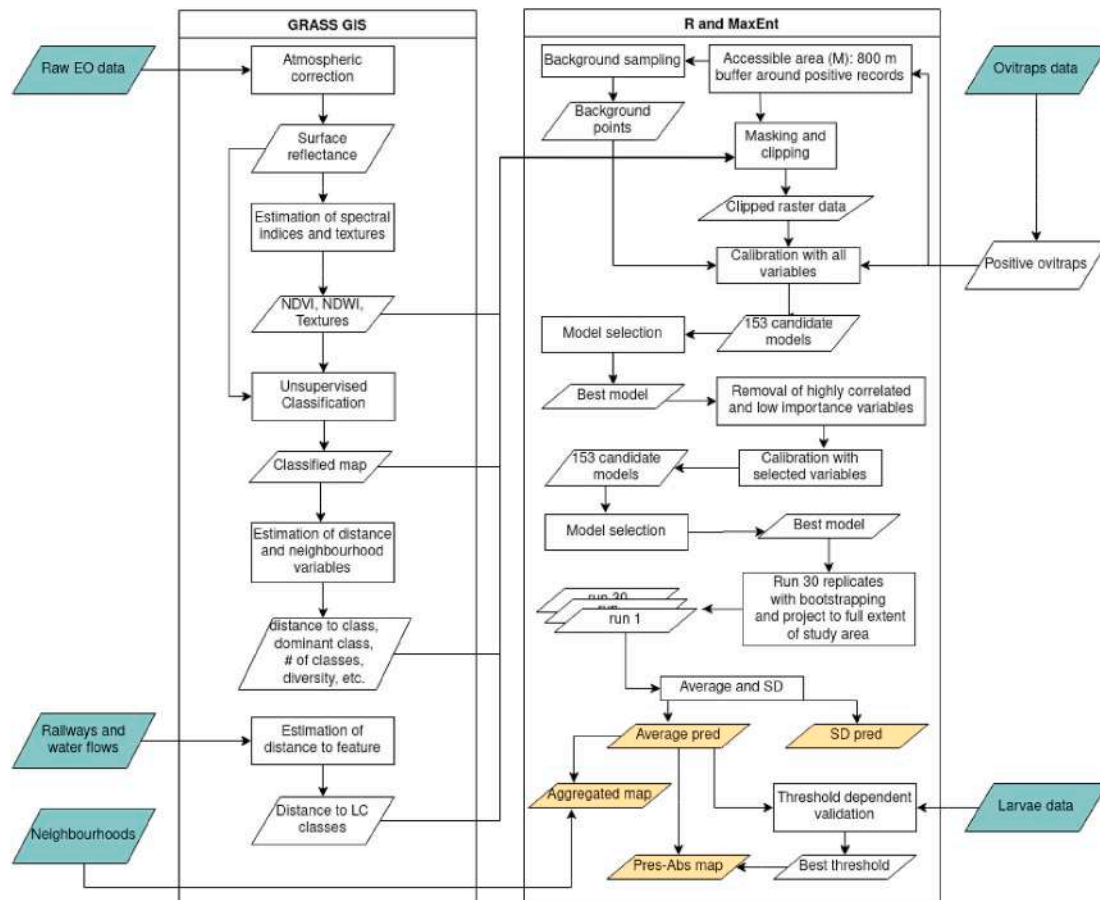 GRASS GIS
Raw EO data
Atmospheric
correction
Surface
reflectance
Estimation of spectral
indices and textures
NDVI, NDWI,
Textures
Unsupervised
Classification
Classified map
Estimation of distance
and neighbourhood
variables
distance to class,
dominant class,
# of classes,
diversity, etc.
Railways and
water flows
Estimation of
distance to feature
Distance to LC
classes
Neighbourhoods
R and MaxEnt
Background sampling
Accessible area (M): 800 m
buffer around positive records
Ovitraps data
Background
points
Masking and
clipping
Clipped raster data
Calibration with all
variables
Positive ovitraps
153 candidate
models
Model selection
Best model
Removal of highly correlated
and low importance variables
Calibration with
selected variables
153 candidate
models
Model selection
Best model
Run 30 replicates
with bootstrapping
and project to full extent
of study area
run 1
Average and SD
Average pred
SD pred
Aggregated map
Threshold dependent
validation
Larvae data
Pres-Abs map
Best threshold